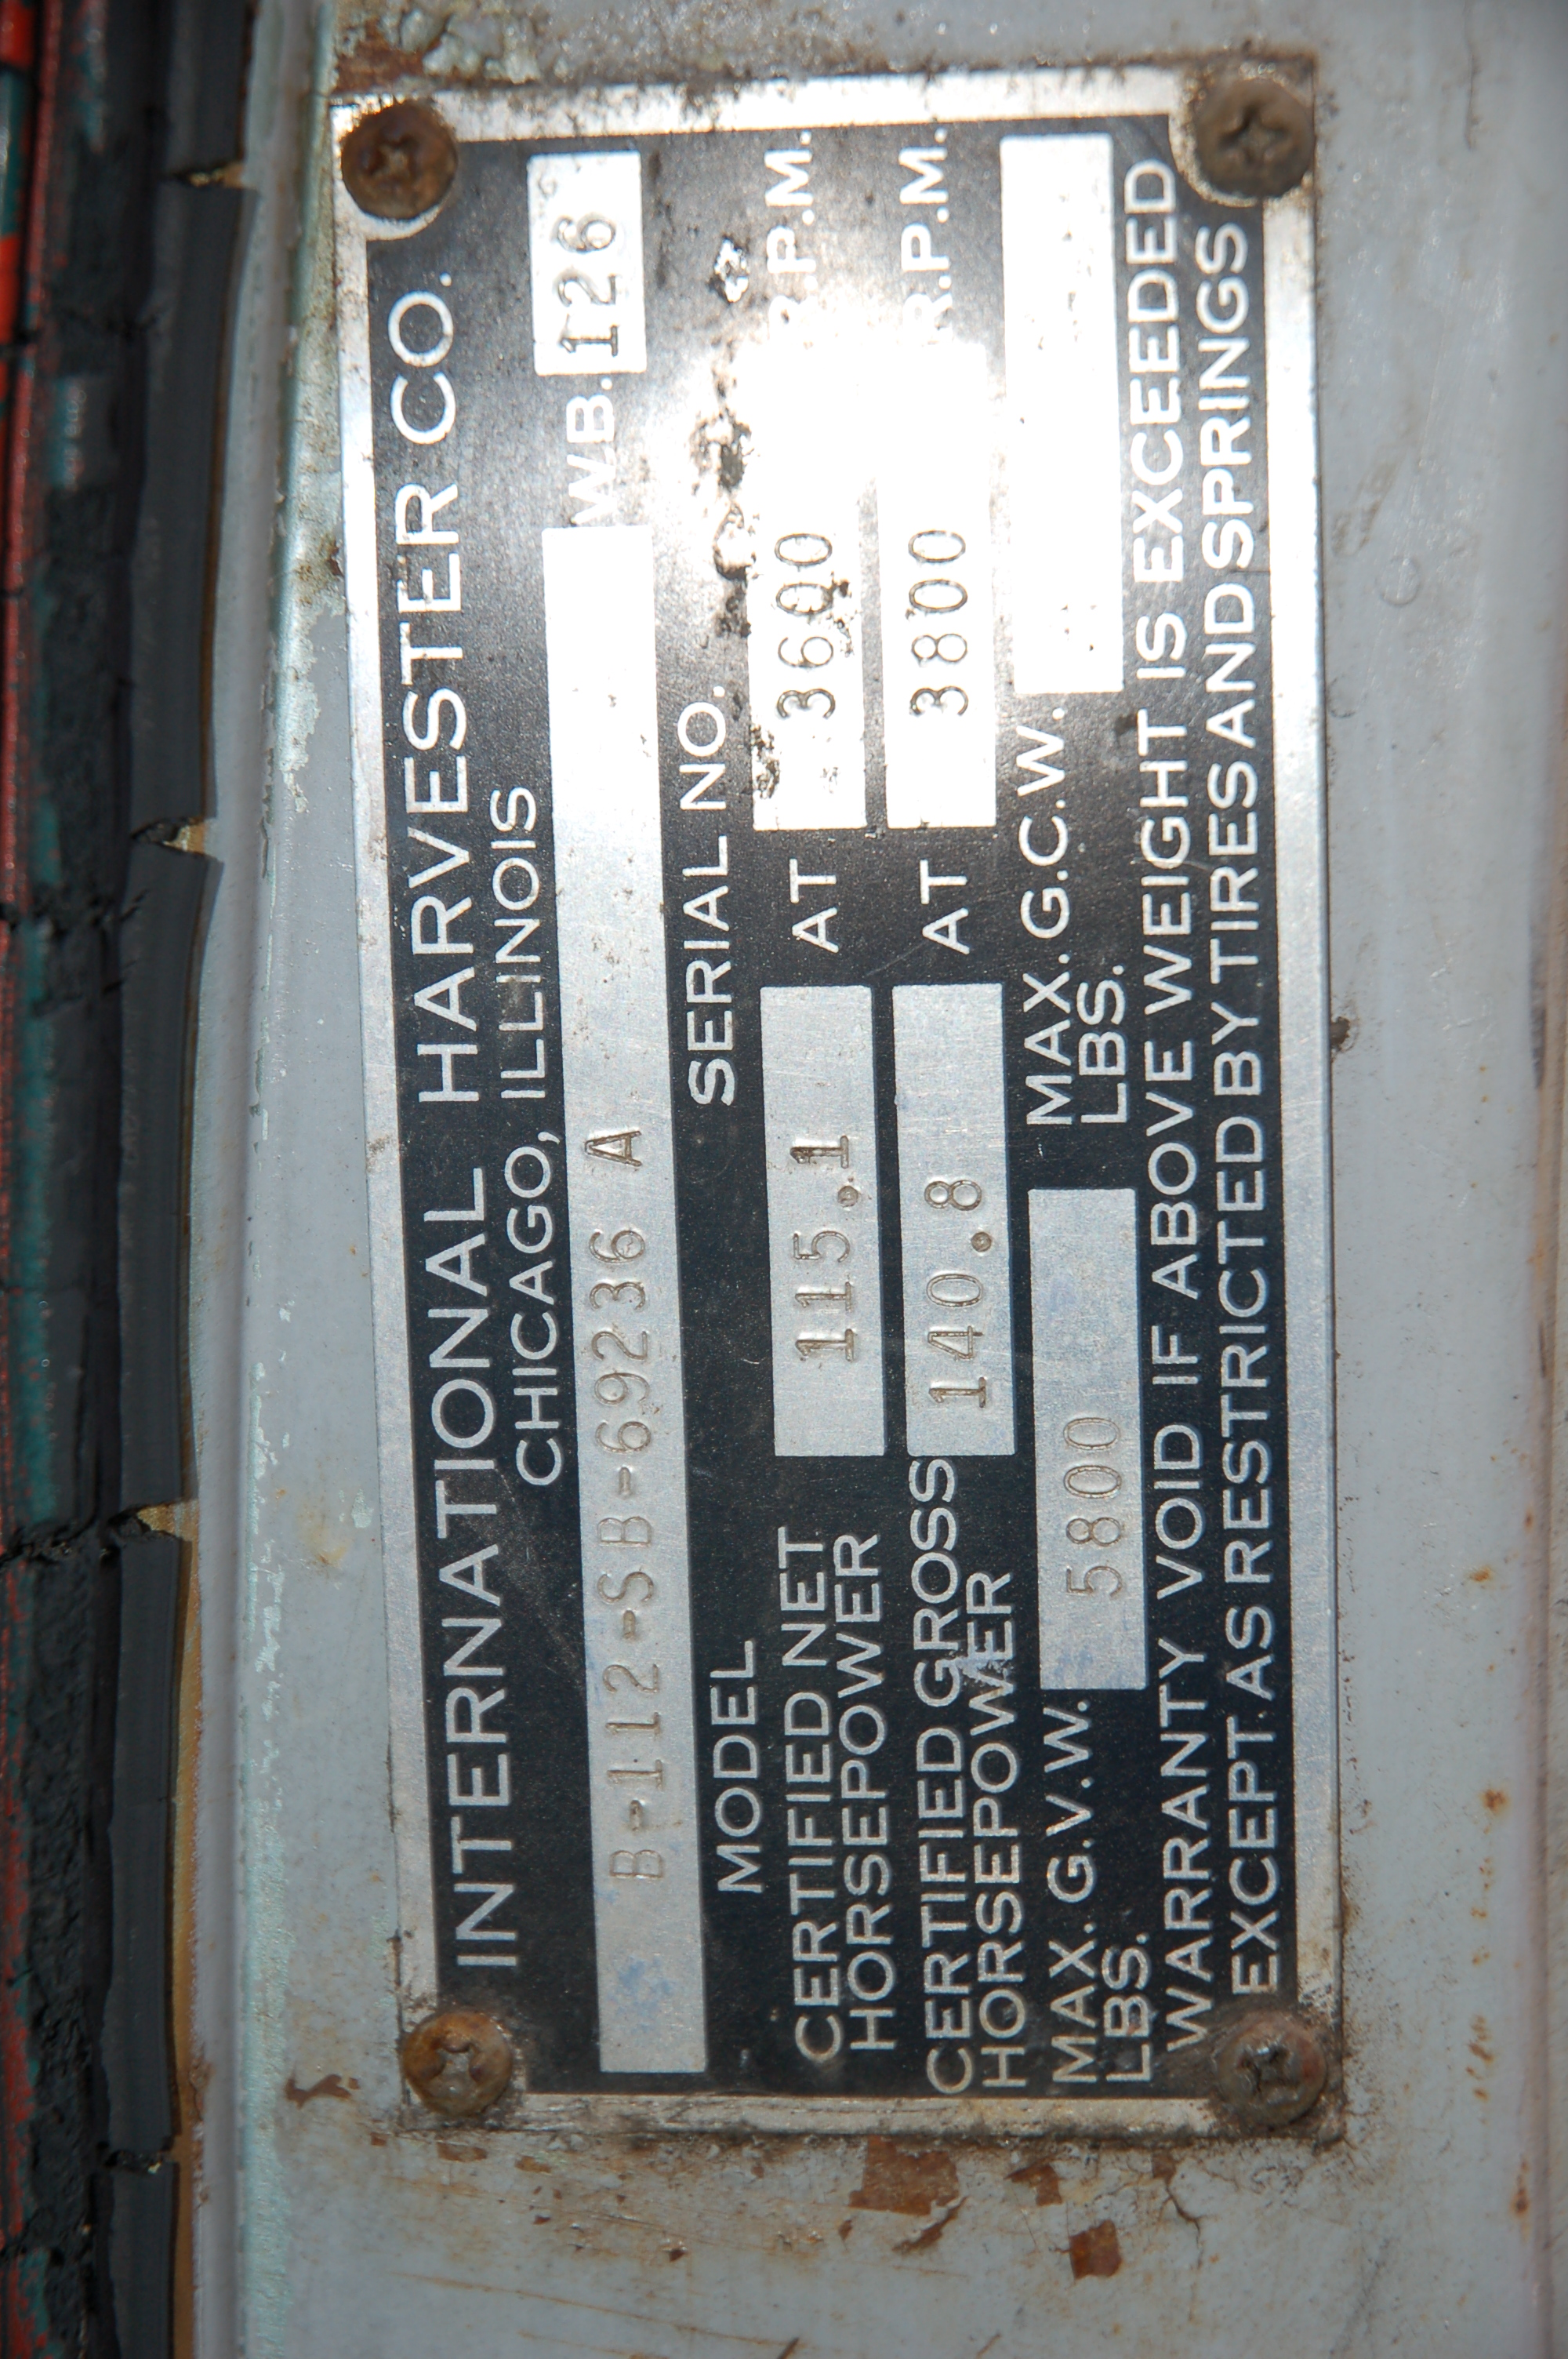 INTERNATIONAL HARVESTER CO.
CHICAGO, ILLINOIS
B-112-SB-69236 A W.B. 126
MODEL SERIAL NO.
CERTIFIED NET
HORSEPOWER 115.1 AT 3600 R.P.M.
CERTIFIED GROSS
HORSEPOWER 140.8 AT 3800 R.P.M.
MAX. G.V.W. 5800 MAX. G.C.W.
LBS. LBS.
WARRANTY VOID IF ABOVE WEIGHT IS EXCEEDED
EXCEPT AS RESTRICTED BY TIRES AND SPRINGS